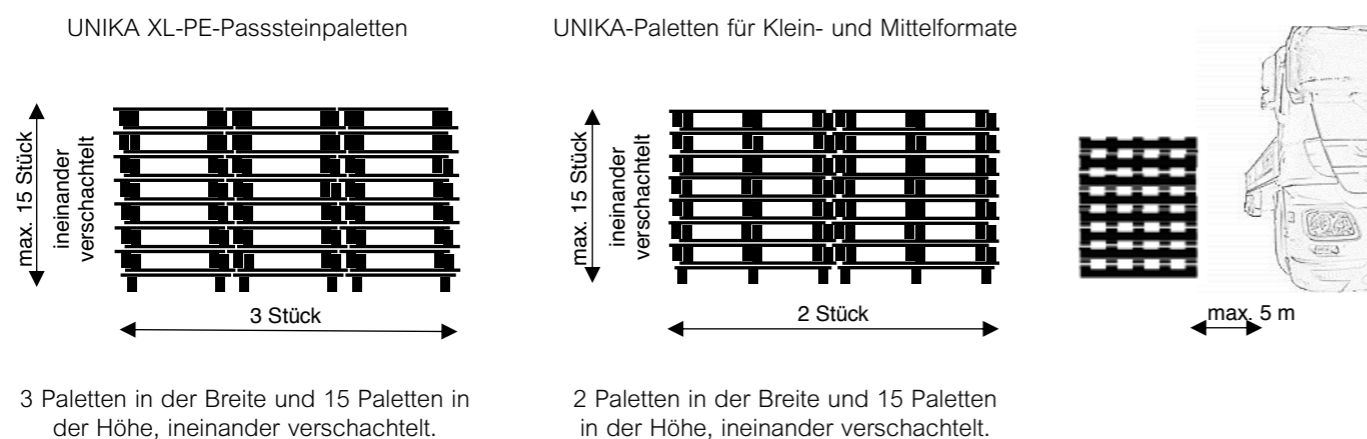 UNIKA XL-PE-Passsteinpaletten
max. 15 Stück
ineinander
verschachtelt
3 Stück
3 Paletten in der Breite und 15 Paletten in
der Höhe, ineinander verschachtelt.
UNIKA-Paletten für Klein- und Mittelformate
max. 15 Stück
ineinander
verschachtelt
2 Stück
2 Paletten in der Breite und 15 Paletten
in der Höhe, ineinander verschachtelt.
max. 5 m